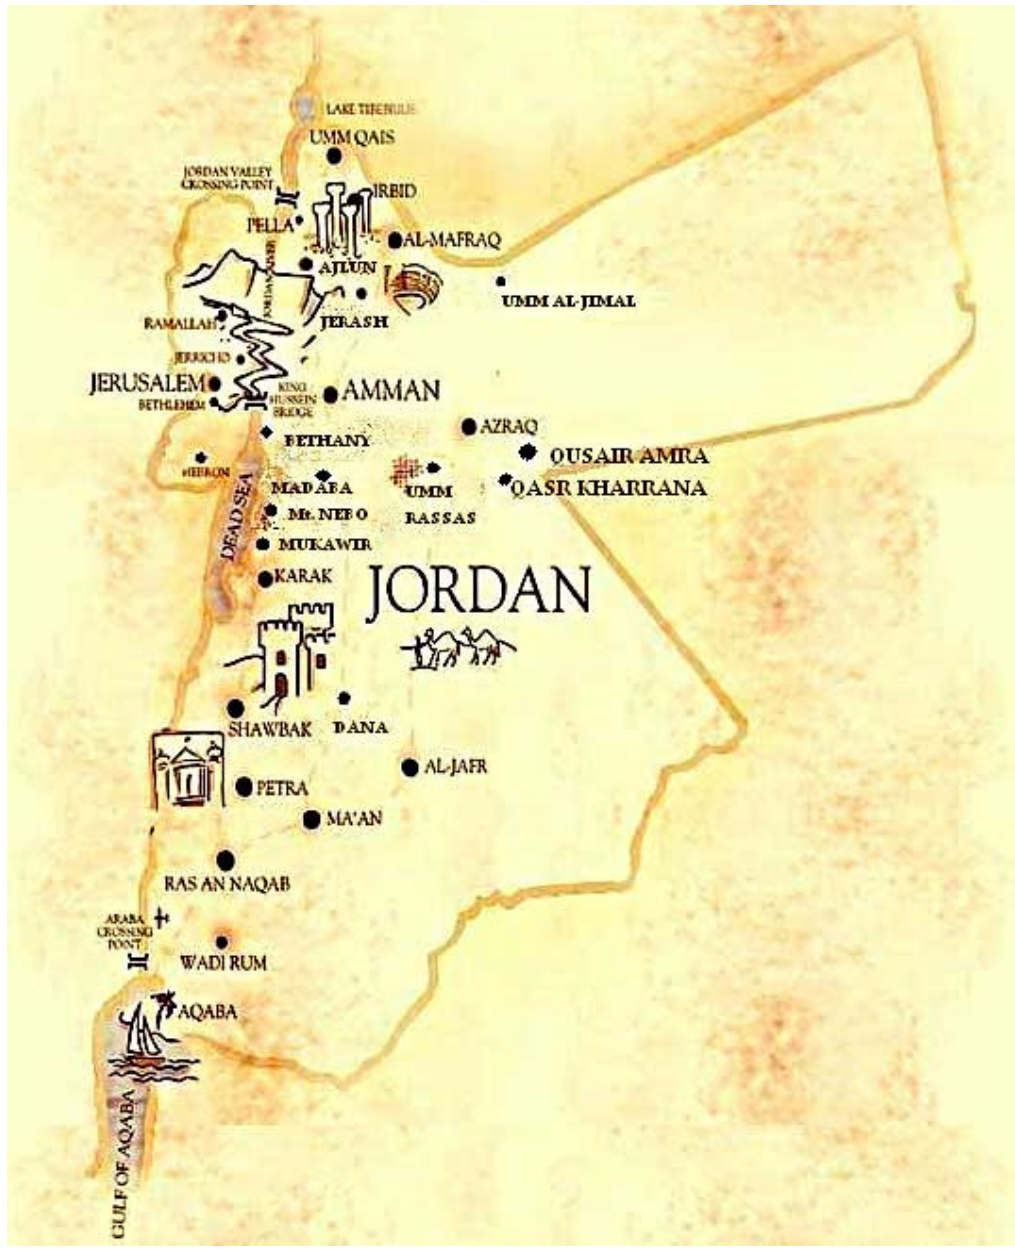 LAKE TIBERIUS
UMM QAIS
JORDAN VALLEY
CROSSING POINT
IRBID
PELLA
AL-MAFRAQ
JORDAN RIVER
AJLUN
UMM AL-JIMAL
RAMALLAH
JERASH
JERRICHO
JERUSALEM
KING
HUSSEIN
BRIDGE
AMMAN
BETHLEHEM
AZRAQ
BETHANY
QUSAIR AMRA
HEBRON
MADABA
UMM
RASSAS
QASR KHARRANA
DEAD SEA
Mt. NEBO
MUKAWIR
KARAK
JORDAN
SHAWBAK
DANA
AL-JAFR
PETRA
MA'AN
RAS AN NAQAB
ARABA
CROSSING
POINT
WADI RUM
AQABA
GULF OF AQABA